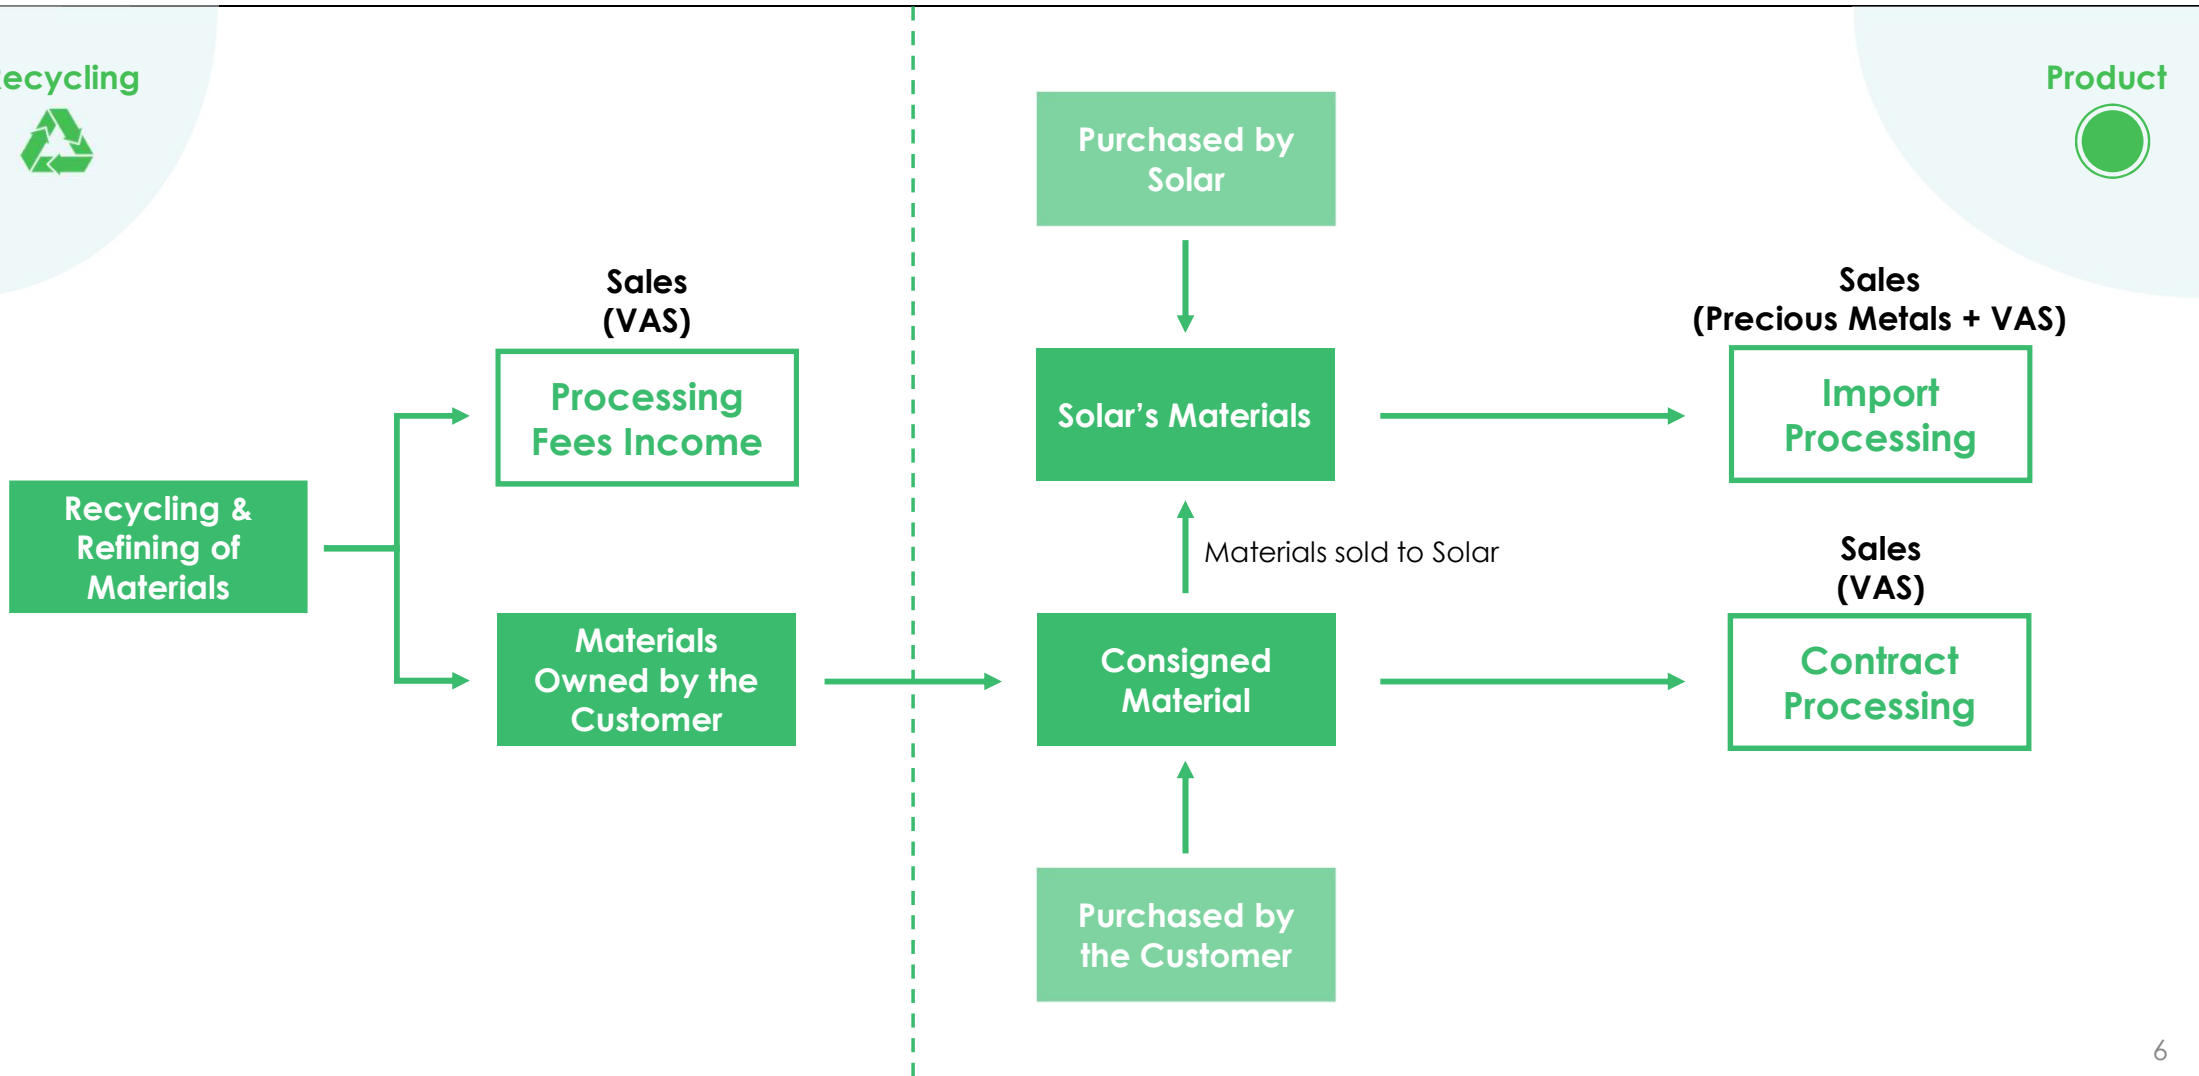 ecycling
Product
Purchased by
Solar
Sales
(VAS)
Processing
Fees Income
Recycling &
Refining of
Materials
Materials
Owned by the
Customer
Solar’s Materials
Materials sold to Solar
Consigned
Material
Purchased by
the Customer
Sales
(Precious Metals + VAS)
Import
Processing
Sales
(VAS)
Contract
Processing
6